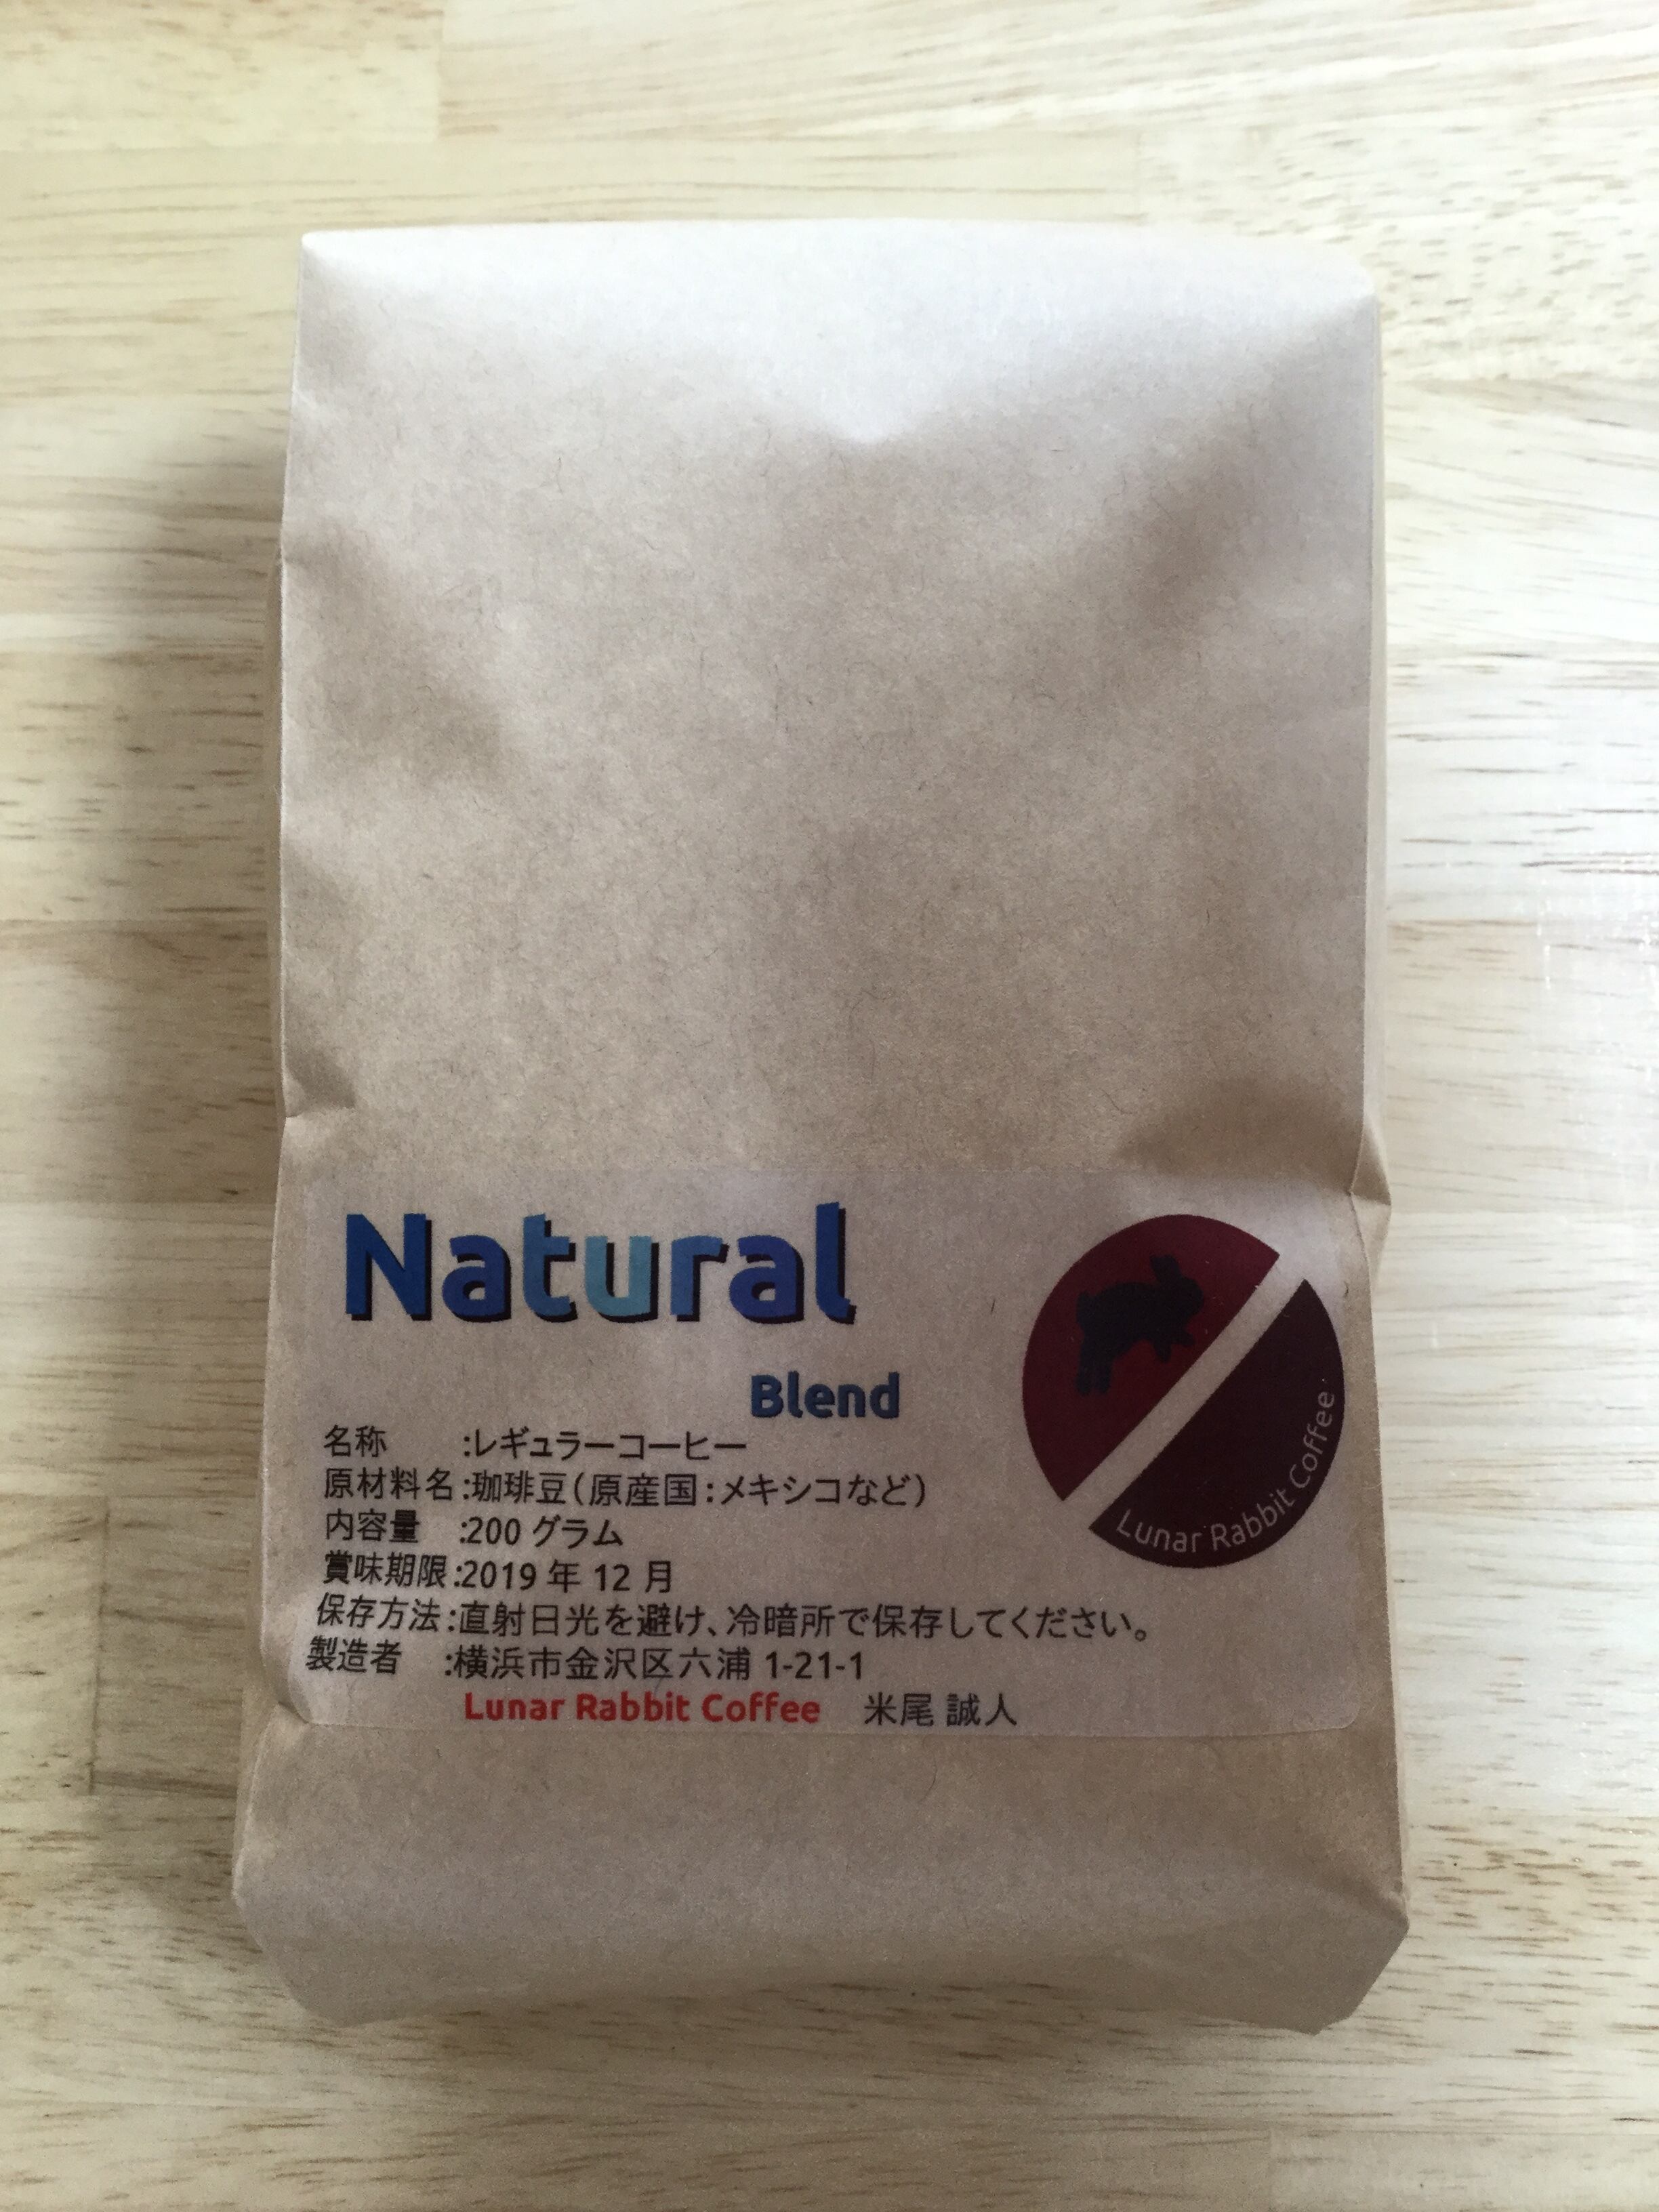 Natural
Blend
Lunar Rabbit Coffee
名称　　:レギュラーコーヒー
原材料名:珈琲豆(原産国:メキシコなど)
内容量　:200 グラム
賞味期限:2019 年 12 月
保存方法:直射日光を避け、冷暗所で保存してください。
製造者　:横浜市金沢区六浦 1-21-1
Lunar Rabbit Coffee　米尾 誠人